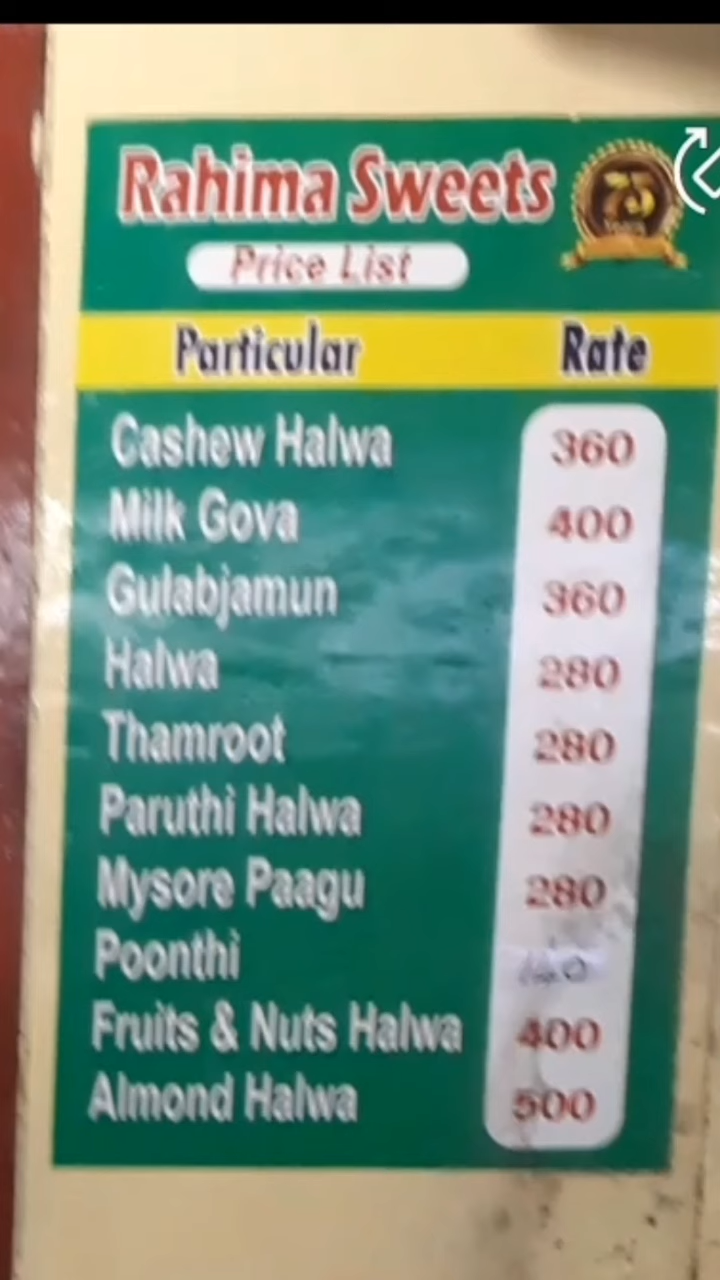 Rahima Sweets
75
Price List
Particular Rate
Cashew Halwa 360
Milk Gova 400
Gulabjamun 360
Halwa 280
Thamroot 280
Paruthi Halwa 280
Mysore Paagu 280
Poonthi
Fruits & Nuts Halwa 400
Almond Halwa 500